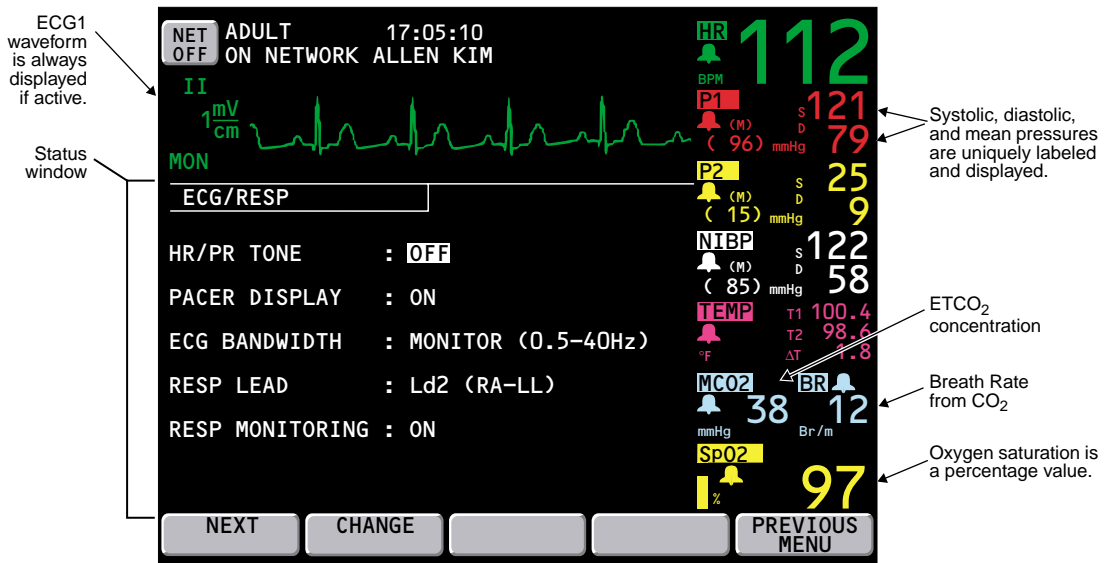 ECG1
waveform
is always
displayed
if active.
Status
window
NET
OFF
ADULT 17:05:10
ON NETWORK ALLEN KIM
II
1 mV
cm
MON
ECG/RESP
HR/PR TONE : OFF
PACER DISPLAY : ON
ECG BANDWIDTH : MONITOR (0.5–40Hz)
RESP LEAD : Ld2 (RA–LL)
RESP MONITORING : ON
NEXT
CHANGE
PREVIOUS
MENU
HR
112
BPM
P1
S 121
(M) D
( 96) mmHg 79
P2
S 25
(M) D
( 15) mmHg 9
NIBP
S 122
(M) D
( 85) mmHg 58
TEMP T1 100.4
T2 98.6
°F ΔT 1.8
MCO2 BR
38 12
mmHg Br/m
SpO2
% 97
Systolic, diastolic,
and mean pressures
are uniquely labeled
and displayed.
ETCO2
concentration
Breath Rate
from CO2
Oxygen saturation is
a percentage value.